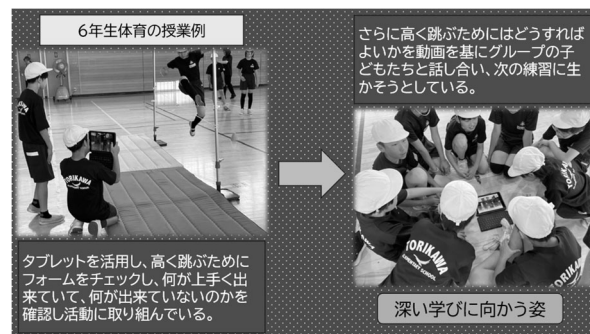 6年生体育の授業例
タブレットを活用し、高く跳ぶために
フォームをチェックし、何が上手く出
来ていて、何が出来ていないのかを
確認し活動に取り組んでいる。
さらに高く跳ぶためにはどうすれば
よいかを動画を基にグループの子
どもたちと話し合い、次の練習に生
かそうとしている。
TORIKAWA
TORIKAWA
ELEMENTARY SCHOOL
深い学びに向かう姿